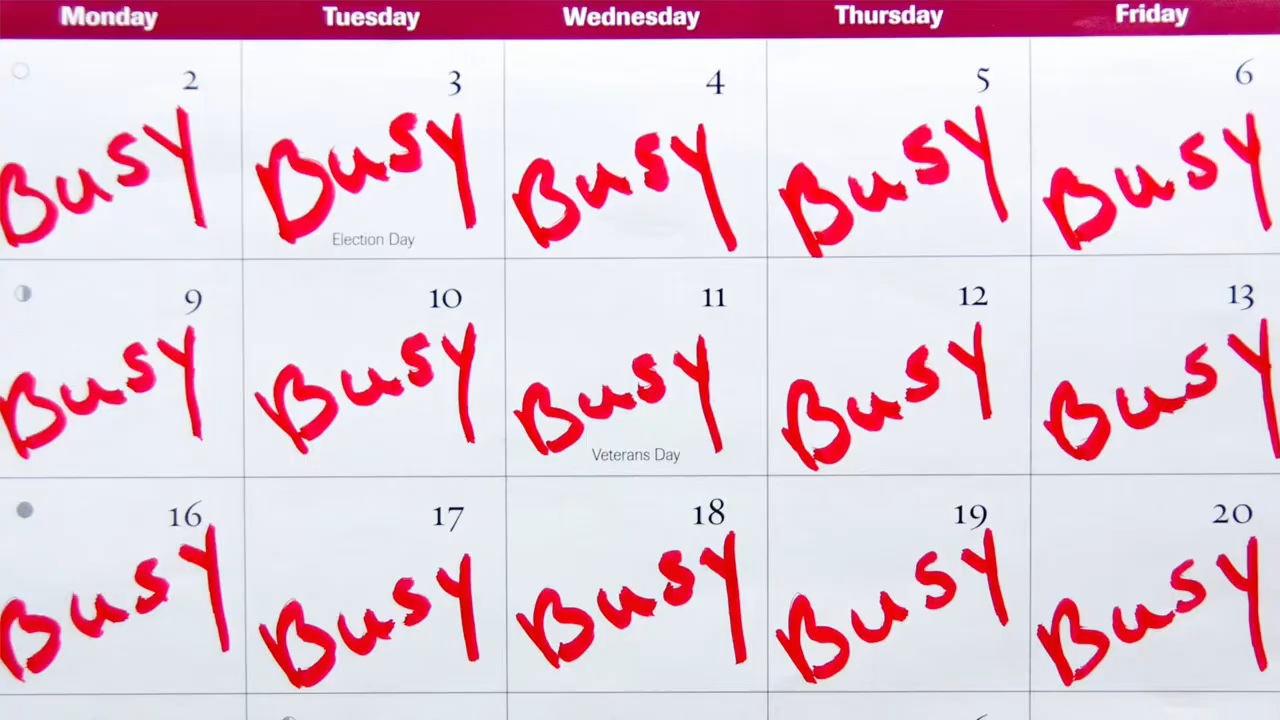 Monday Tuesday Wednesday Thursday Friday
2 3 4 5 6
Busy Busy Busy Busy Busy
Election Day
9 10 11 12 13
Busy Busy Busy Busy Busy
Veterans Day
16 17 18 19 20
Busy Busy Busy Busy Busy